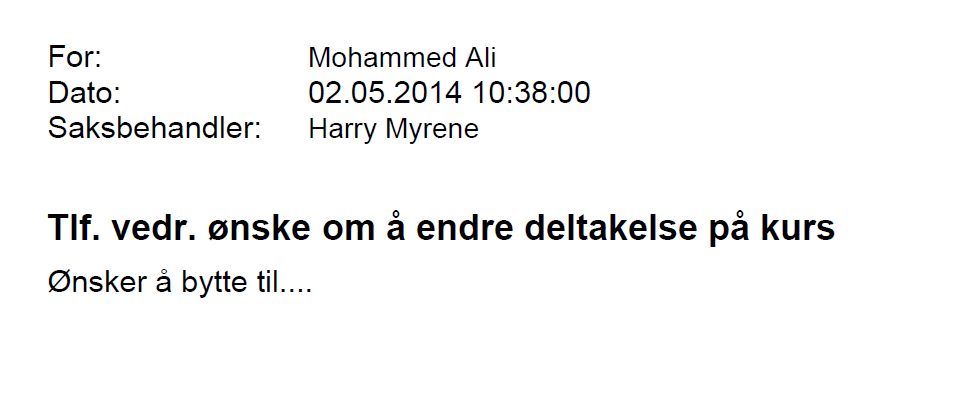 For: Mohammed Ali
Dato: 02.05.2014 10:38:00
Saksbehandler: Harry Myrene
Tlf. vedr. ønske om å endre deltakelse på kurs
Ønsker å bytte til....